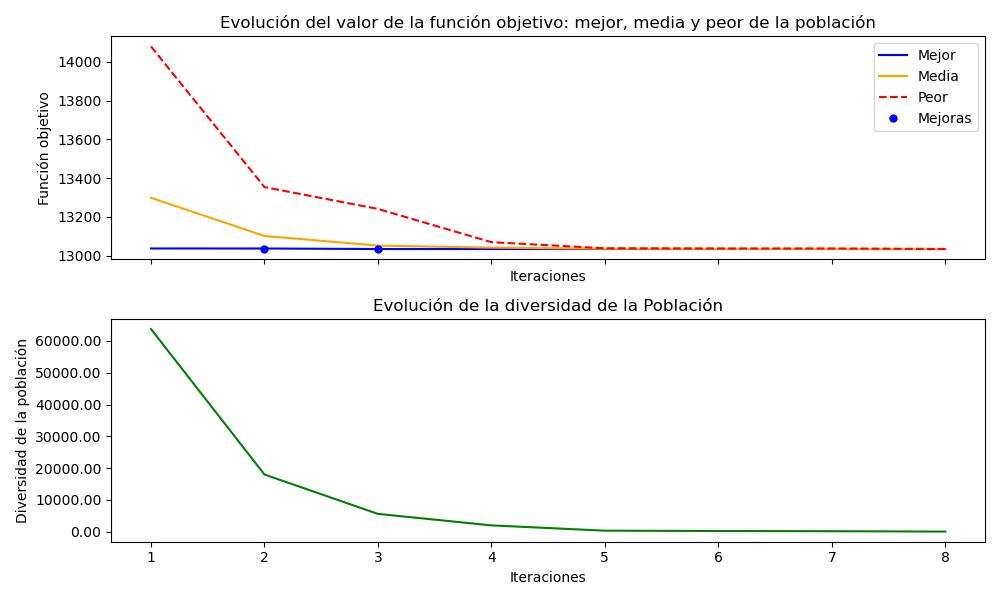 Evolución del valor de la función objetivo: mejor, media y peor de la población
Función objetivo
14000
13800
13600
13400
13200
13000
Mejor
Media
Peor
Mejoras
Iteraciones
Evolución de la diversidad de la Población
Diversidad de la población
60000.00
50000.00
40000.00
30000.00
20000.00
10000.00
0.00
1 2 3 4 5 6 7 8
Iteraciones